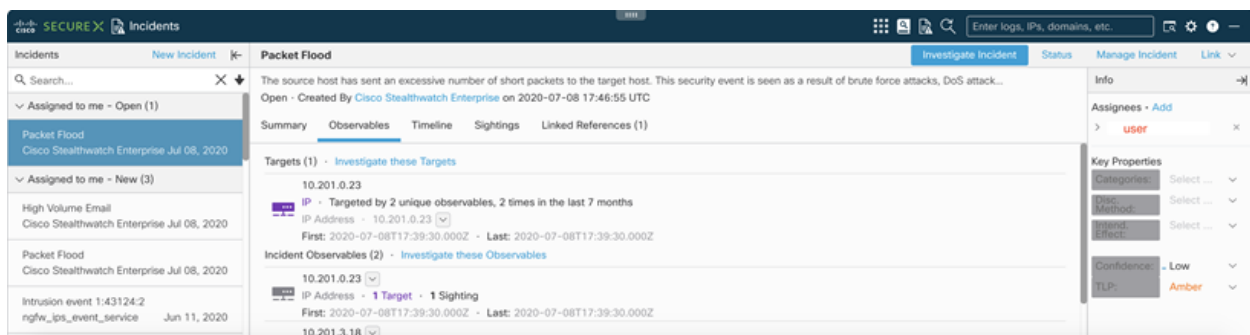 CISCO SECUREX Incidents
Enter logs, IPs, domains, etc.
Incidents New Incident
Search...
Assigned to me - Open (1)
Packet Flood
Cisco Stealthwatch Enterprise Jul 08, 2020
Assigned to me - New (3)
High Volume Email
Cisco Stealthwatch Enterprise Jul 08, 2020
Packet Flood
Cisco Stealthwatch Enterprise Jul 08, 2020
Intrusion event 1:43124:2
ngfw_ips_event_service Jun 11, 2020
Packet Flood
Investigate Incident Status Manage Incident Link
The source host has sent an excessive number of short packets to the target host. This security event is seen as a result of brute force attacks, DoS attack...
Open - Created By Cisco Stealthwatch Enterprise on 2020-07-08 17:46:55 UTC
Summary Observables Timeline Sightings Linked References (1)
Targets (1) · Investigate these Targets
10.201.0.23
IP · Targeted by 2 unique observables, 2 times in the last 7 months
IP Address · 10.201.0.23
First: 2020-07-08T17:39:30.000Z · Last: 2020-07-08T17:39:30.000Z
Incident Observables (2) · Investigate these Observables
10.201.0.23
IP Address · 1 Target · 1 Sighting
First: 2020-07-08T17:39:30.000Z · Last: 2020-07-08T17:39:30.000Z
10.201.3.18
Info
Assignees • Add
user
Key Properties
Categories: Select ...
Disc. Method: Select ...
Intend. Effect: Select ...
Confidence: Low
TLP: Amber